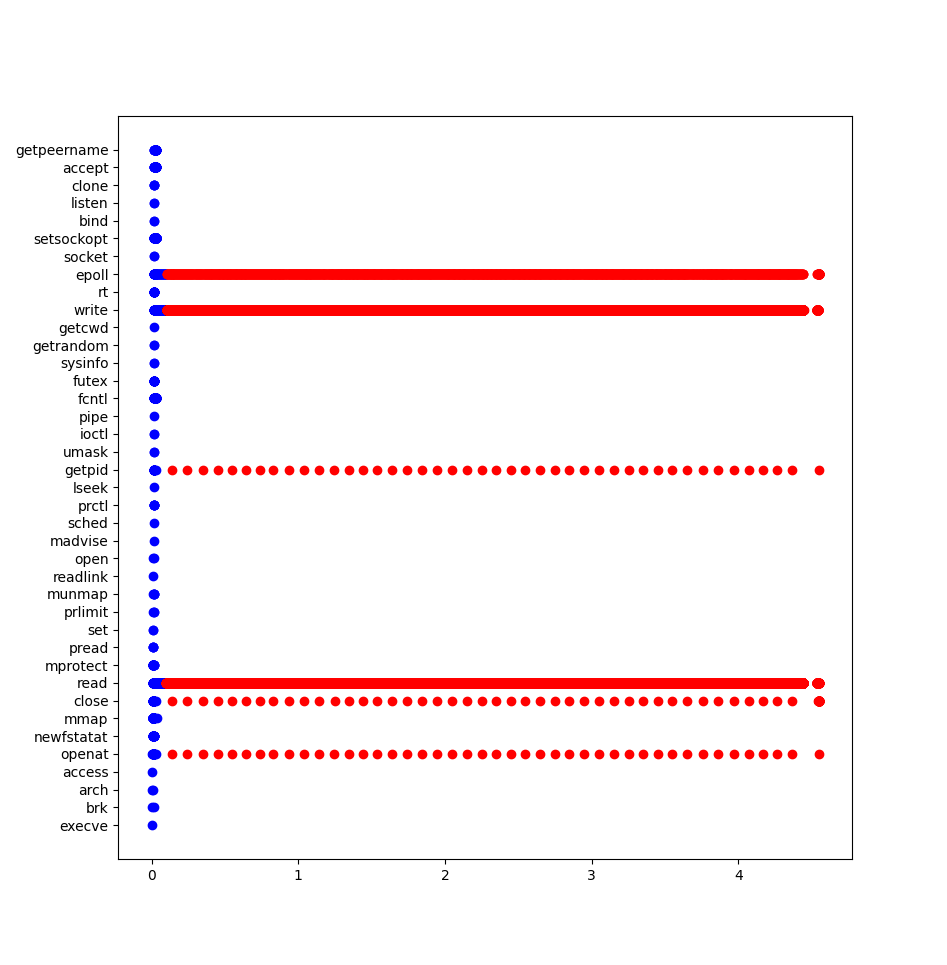 getpeername
accept
clone
listen
bind
setsockopt
socket
epoll
rt
write
getcwd
getrandom
sysinfo
futex
fcntl
pipe
ioctl
umask
getpid
lseek
prctl
sched
madvise
open
readlink
munmap
prlimit
set
pread
mprotect
read
close
mmap
newfstatat
openat
access
arch
brk
execve
0 1 2 3 4